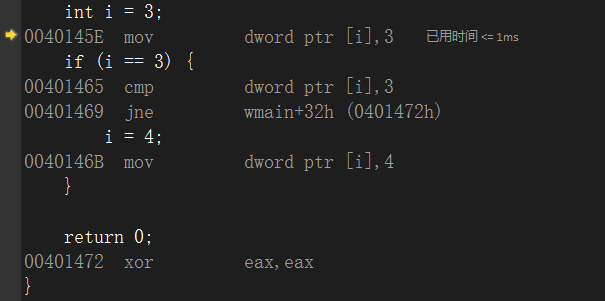 int i = 3;
0040145E mov dword ptr [i],3 已用时间 <= 1ms
if (i == 3) {
00401465 cmp dword ptr [i],3
00401469 jne wmain+32h (0401472h)
i = 4;
0040146B mov dword ptr [i],4
}
return 0;
00401472 xor eax,eax
}